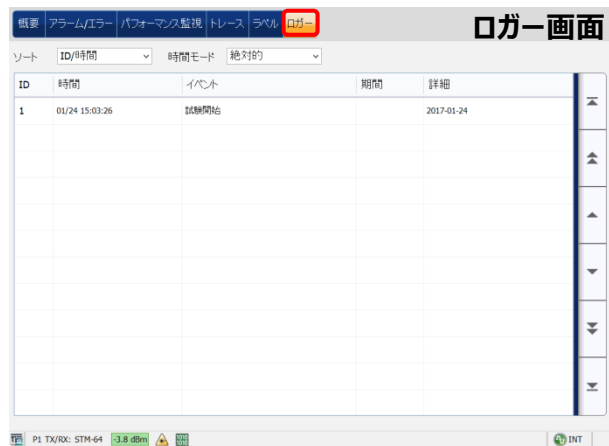 概要 アラーム/エラー パフォーマンス監視 トレース ラベル ロガー
ロガー画面
ソート ID/時間 時間モード 絶対的
ID 時間 イベント 期間 詳細
1 01/24 15:03:26 試験開始 2017-01-24
P1 TX/RX: STM-64 -3.8 dBm INT